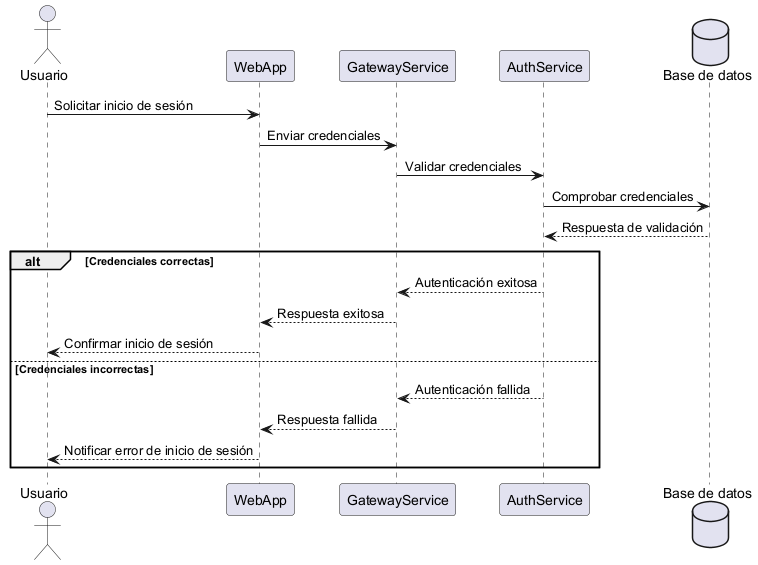 Usuario
WebApp
GatewayService
AuthService
Base de datos
Solicitar inicio de sesión
Enviar credenciales
Validar credenciales
Comprobar credenciales
Respuesta de validación
alt
[Credenciales correctas]
Autenticación exitosa
Respuesta exitosa
Confirmar inicio de sesión
[Credenciales incorrectas]
Autenticación fallida
Respuesta fallida
Notificar error de inicio de sesión
Usuario
WebApp
GatewayService
AuthService
Base de datos